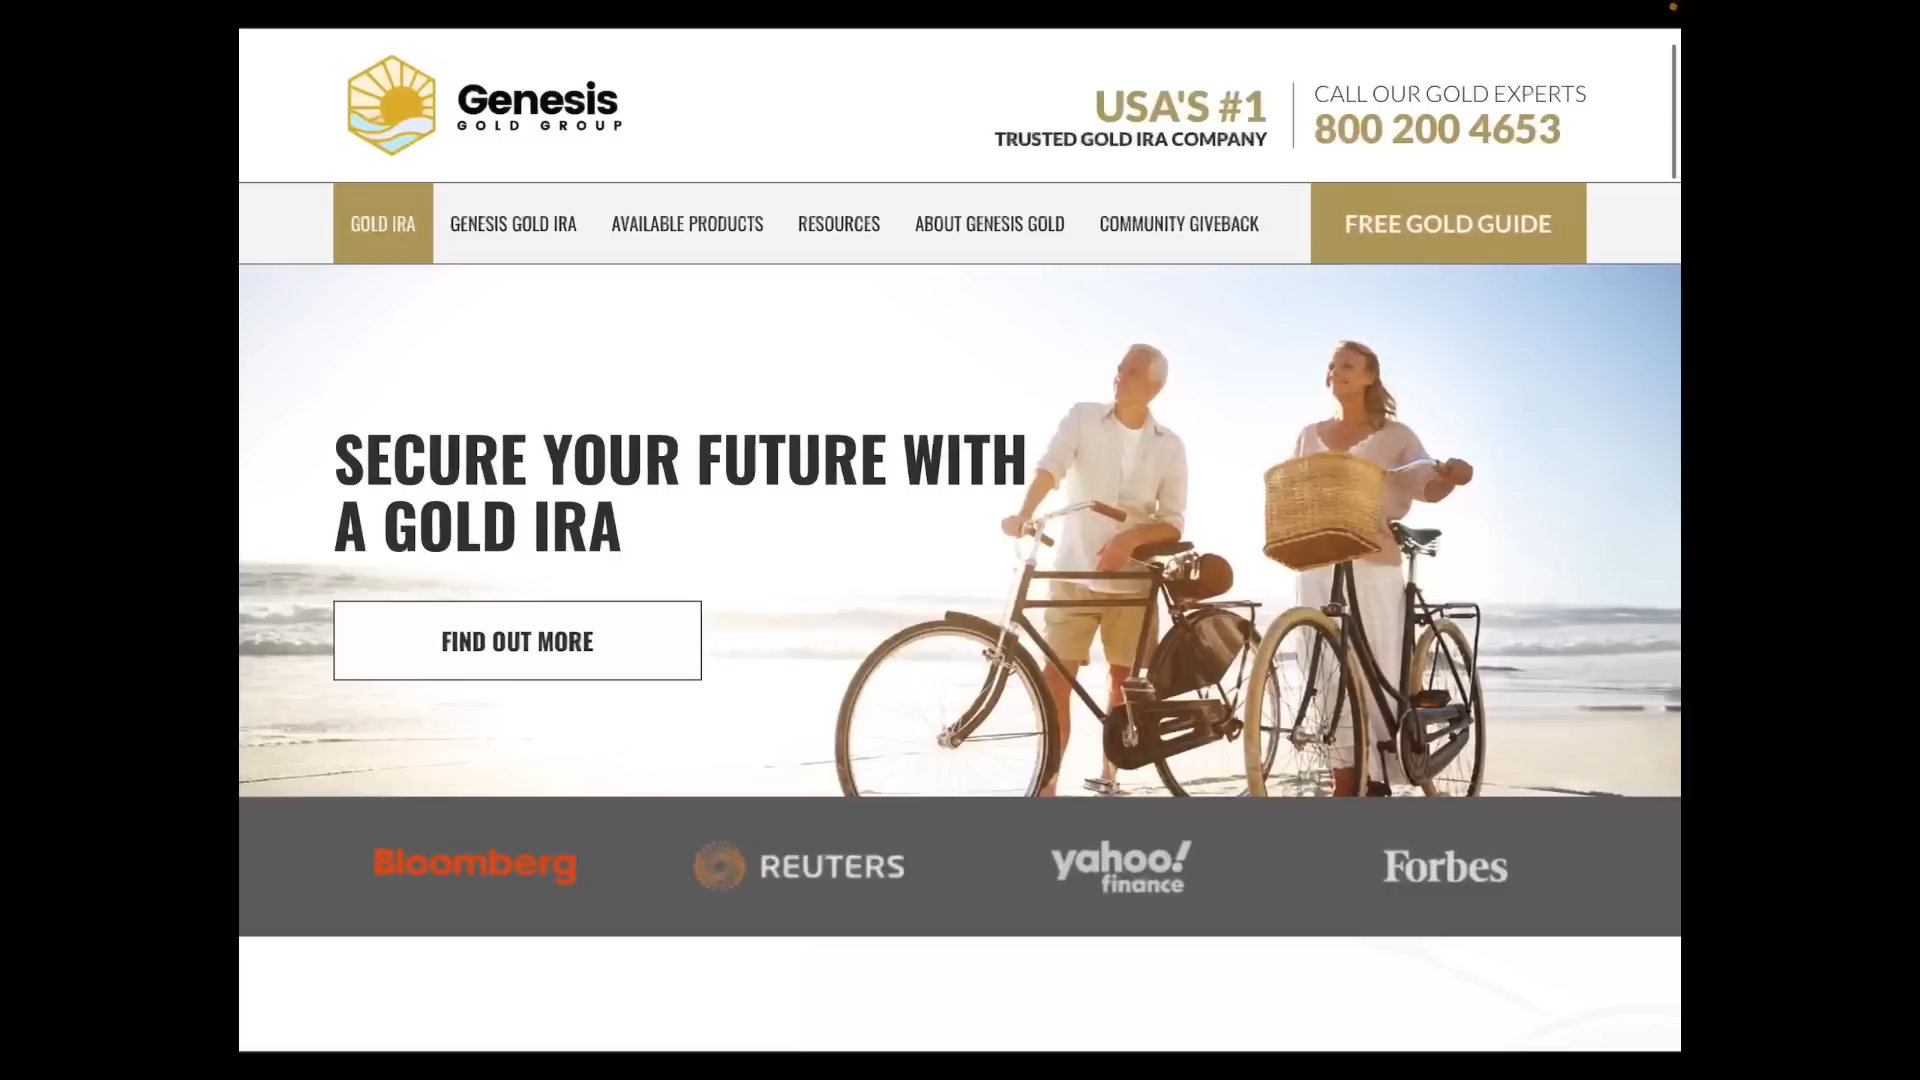 Genesis
GOLD GROUP
USA'S #1
TRUSTED GOLD IRA COMPANY
CALL OUR GOLD EXPERTS
800 200 4653
GOLD IRA
GENESIS GOLD IRA
AVAILABLE PRODUCTS
RESOURCES
ABOUT GENESIS GOLD
COMMUNITY GIVEBACK
FREE GOLD GUIDE
SECURE YOUR FUTURE WITH
A GOLD IRA
FIND OUT MORE
Bloomberg
REUTERS
yahoo!
finance
Forbes